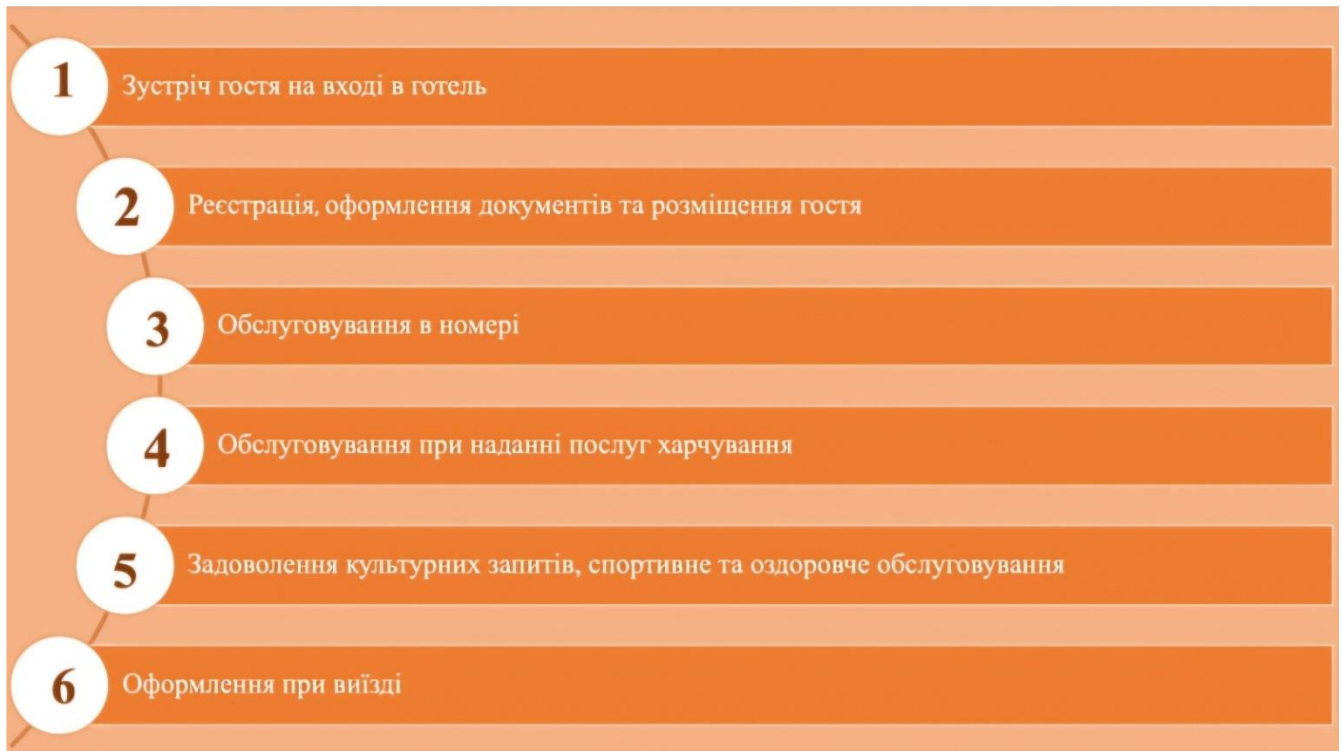 1
Зустріч гостя на вході в готель
2
Реєстрація, оформлення документів та розміщення гостя
3
Обслуговування в номері
4
Обслуговування при наданні послуг харчування
5
Задоволення культурних запитів, спортивне та оздоровче обслуговування
6
Оформлення при виїзді